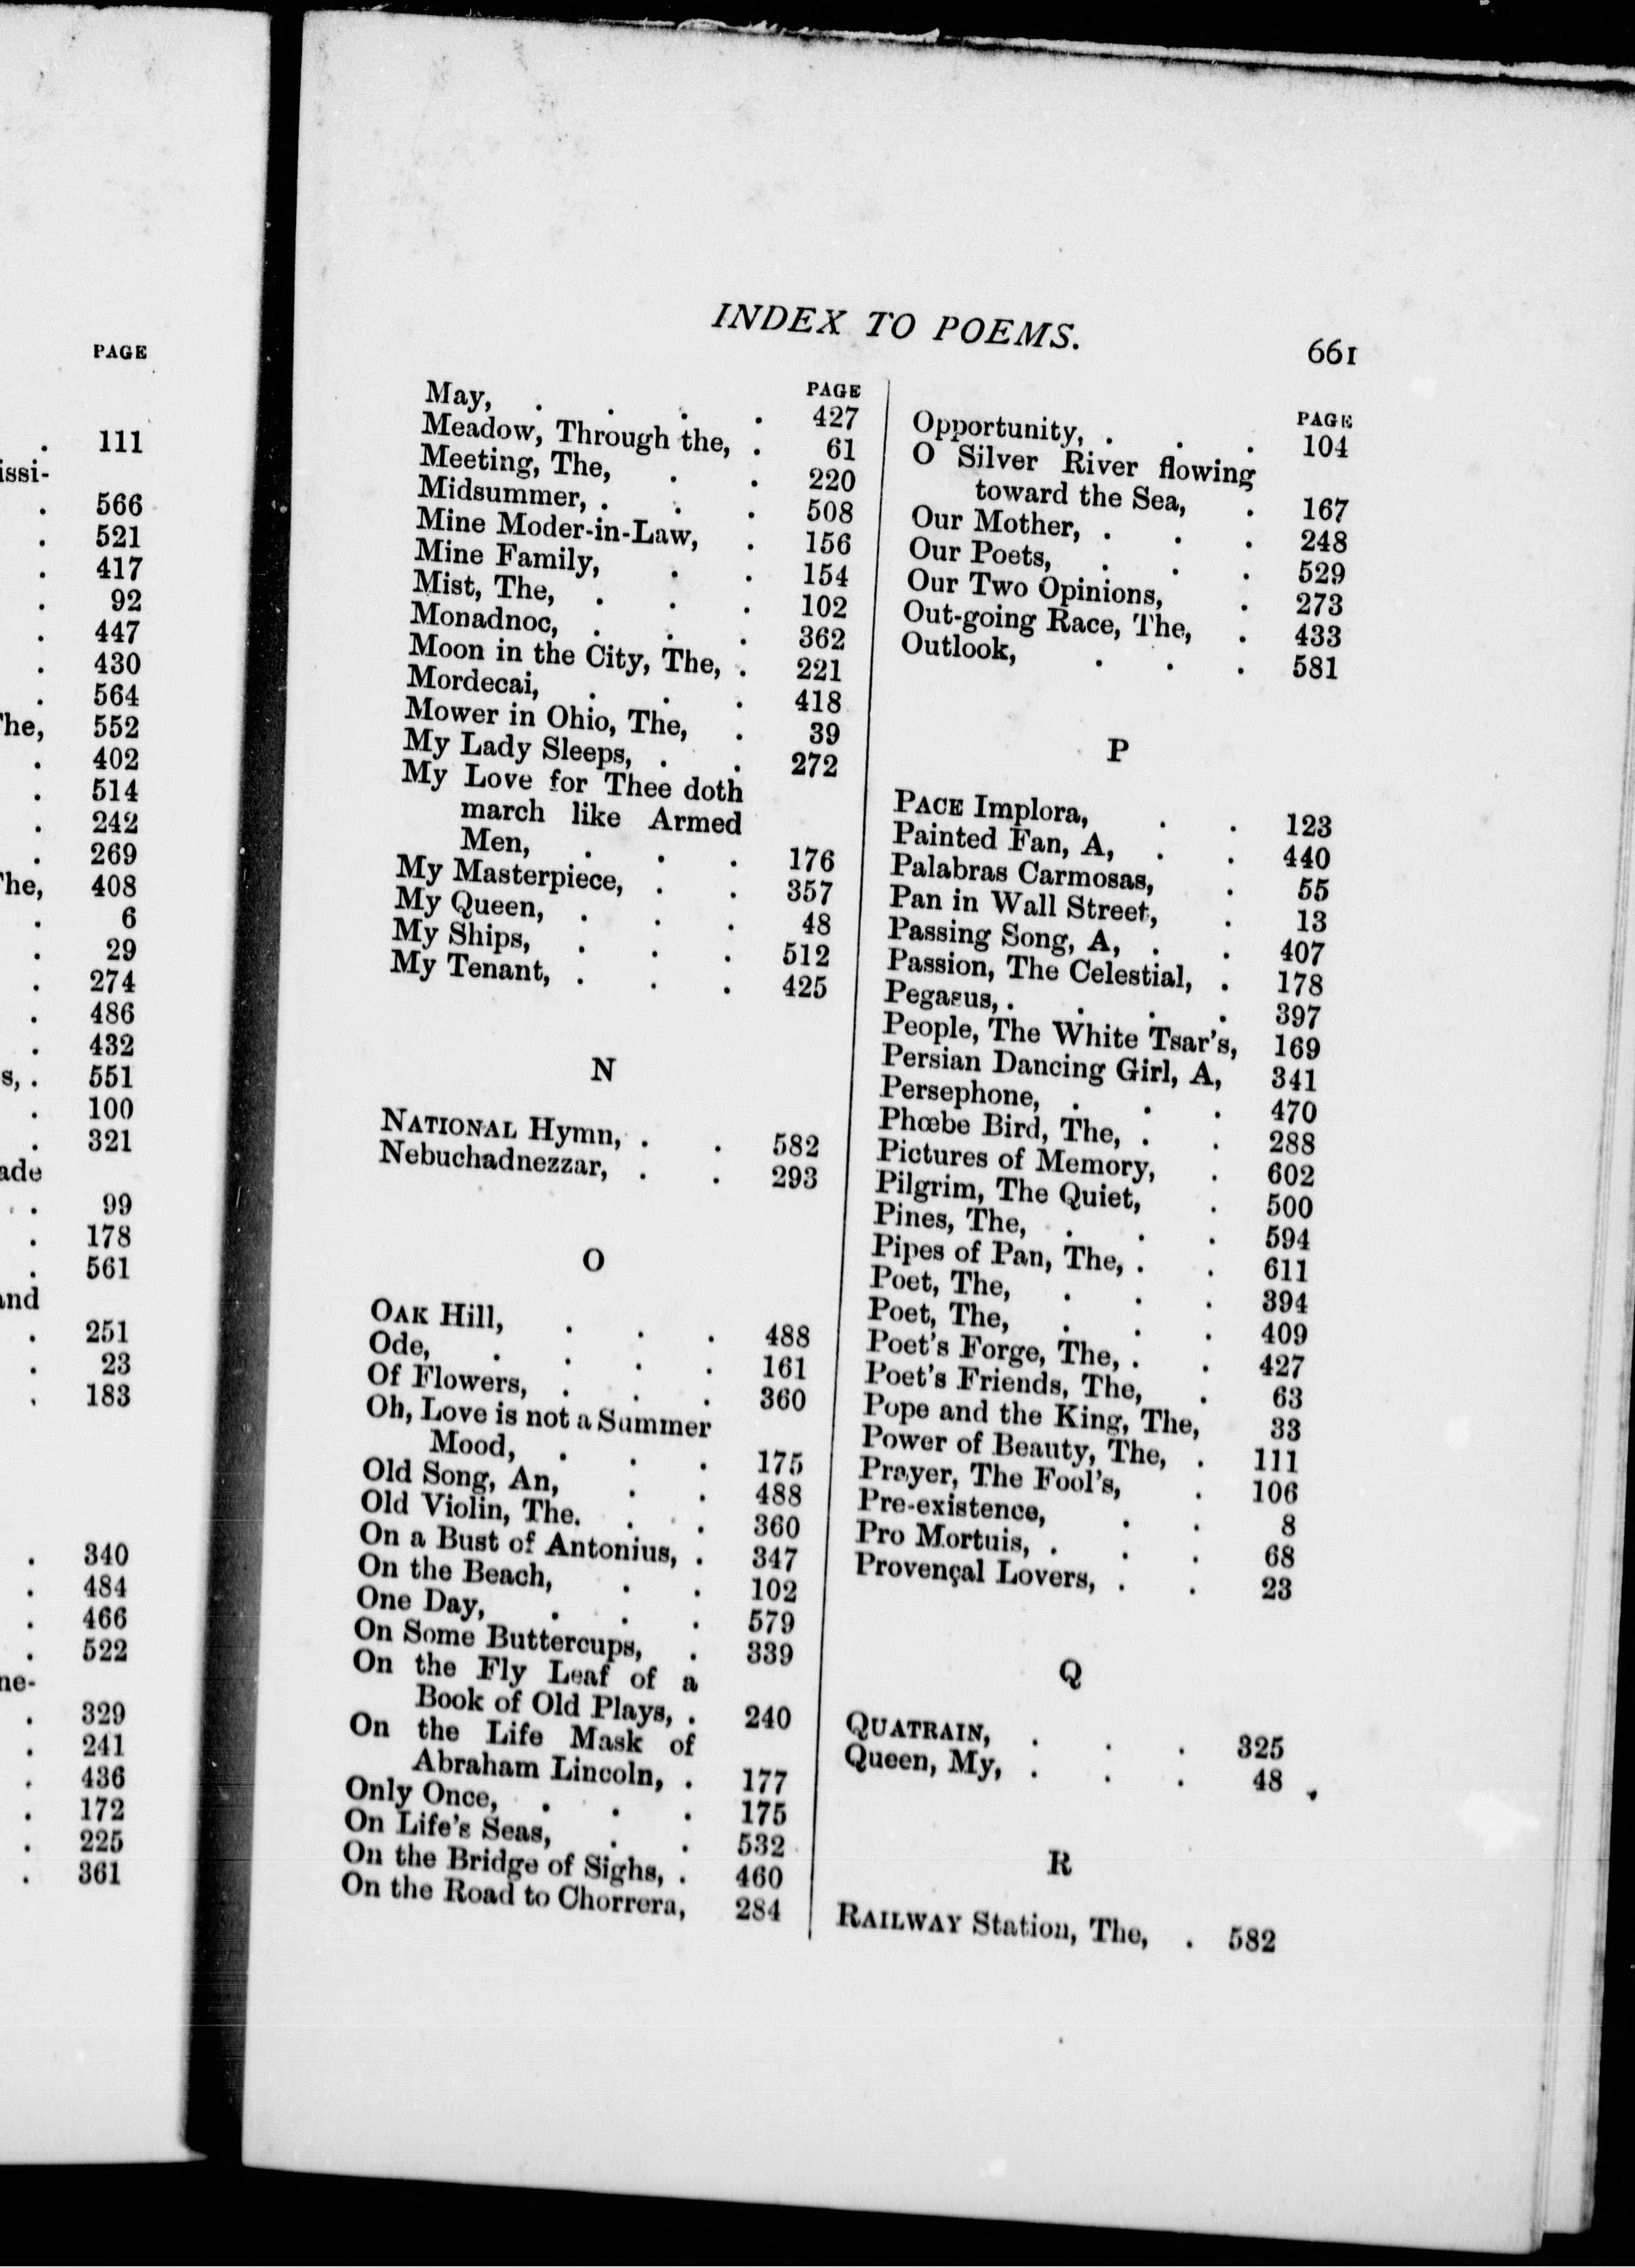 PAGE
111
issi-
566
521
417
92
447
430
564
he, 552
402
514
242
269
he, 408
6
29
274
486
432
s, . 551
100
321
ade
99
178
561
and
251
23
183
340
484
466
522
ne-
329
241
436
172
225
361
INDEX TO POEMS. 661
PAGE
May, . . . . 427
Meadow, Through the, . 61
Meeting, The, . . 220
Midsummer, . . . 508
Mine Moder-in-Law, . 156
Mine Family, . . 154
Mist, The, . . . 102
Monadnoc, . . . 362
Moon in the City, The, . 221
Mordecai, . . . 418
Mower in Ohio, The, . 39
My Lady Sleeps, . . 272
My Love for Thee doth
march like Armed
Men, . . . 176
My Masterpiece, . . 357
My Queen, . . . 48
My Ships, . . . 512
My Tenant, . . . 425
N
NATIONAL Hymn, . . 582
Nebuchadnezzar, . . 293
O
OAK Hill, . . . 488
Ode, . . . . 161
Of Flowers, . . . 360
Oh, Love is not a Summer
Mood, . . . 175
Old Song, An, . . 488
Old Violin, The. . . 360
On a Bust of Antonius, . 347
On the Beach, . . 102
One Day, . . . 579
On Some Buttercups, . 339
On the Fly Leaf of a
Book of Old Plays, . 240
On the Life Mask of
Abraham Lincoln, . 177
Only Once, . . . 175
On Life's Seas, . . 532
On the Bridge of Sighs, . 460
On the Road to Chorrera, 284
PAGE
Opportunity, . . . 104
O Silver River flowing
toward the Sea, . 167
Our Mother, . . . 248
Our Poets, . . . 529
Our Two Opinions, . 273
Out-going Race, The, . 433
Outlook, . . . 581
P
PACE Implora, . . 123
Painted Fan, A, . . 440
Palabras Carmosas, . 55
Pan in Wall Street, . 13
Passing Song, A, . . 407
Passion, The Celestial, . 178
Pegasus, . . . . 397
People, The White Tsar's, 169
Persian Dancing Girl, A, 341
Persephone, . . . 470
Phœbe Bird, The, . . 288
Pictures of Memory, . 602
Pilgrim, The Quiet, . 500
Pines, The, . . . 594
Pipes of Pan, The, . . 611
Poet, The, . . . 394
Poet, The, . . . 409
Poet's Forge, The, . . 427
Poet's Friends, The, . 63
Pope and the King, The, 33
Power of Beauty, The, . 111
Prayer, The Fool's, . 106
Pre-existence, . . 8
Pro Mortuis, . . . 68
Provençal Lovers, . . 23
Q
QUATRAIN, . . . 325
Queen, My, . . . 48
R
RAILWAY Station, The, . 582